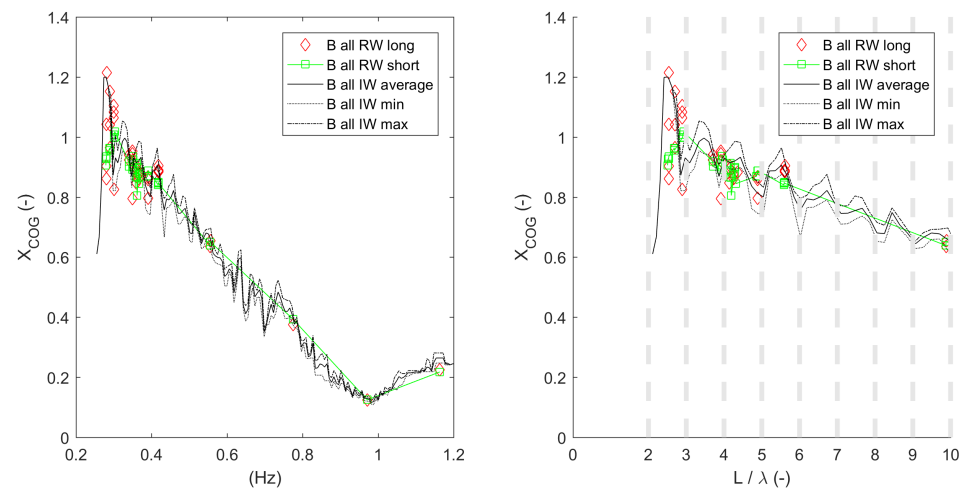 1.4
1.2
1
0.8
0.6
0.4
0.2
0
X_COG (-)
0.2 0.4 0.6 0.8 1 1.2
(Hz)
B all RW long
B all RW short
B all IW average
B all IW min
B all IW max
1.4
1.2
1
0.8
0.6
0.4
0.2
0
X_COG (-)
0 2 3 4 5 6 7 8 9 10
L / λ (-)
B all RW long
B all RW short
B all IW average
B all IW min
B all IW max